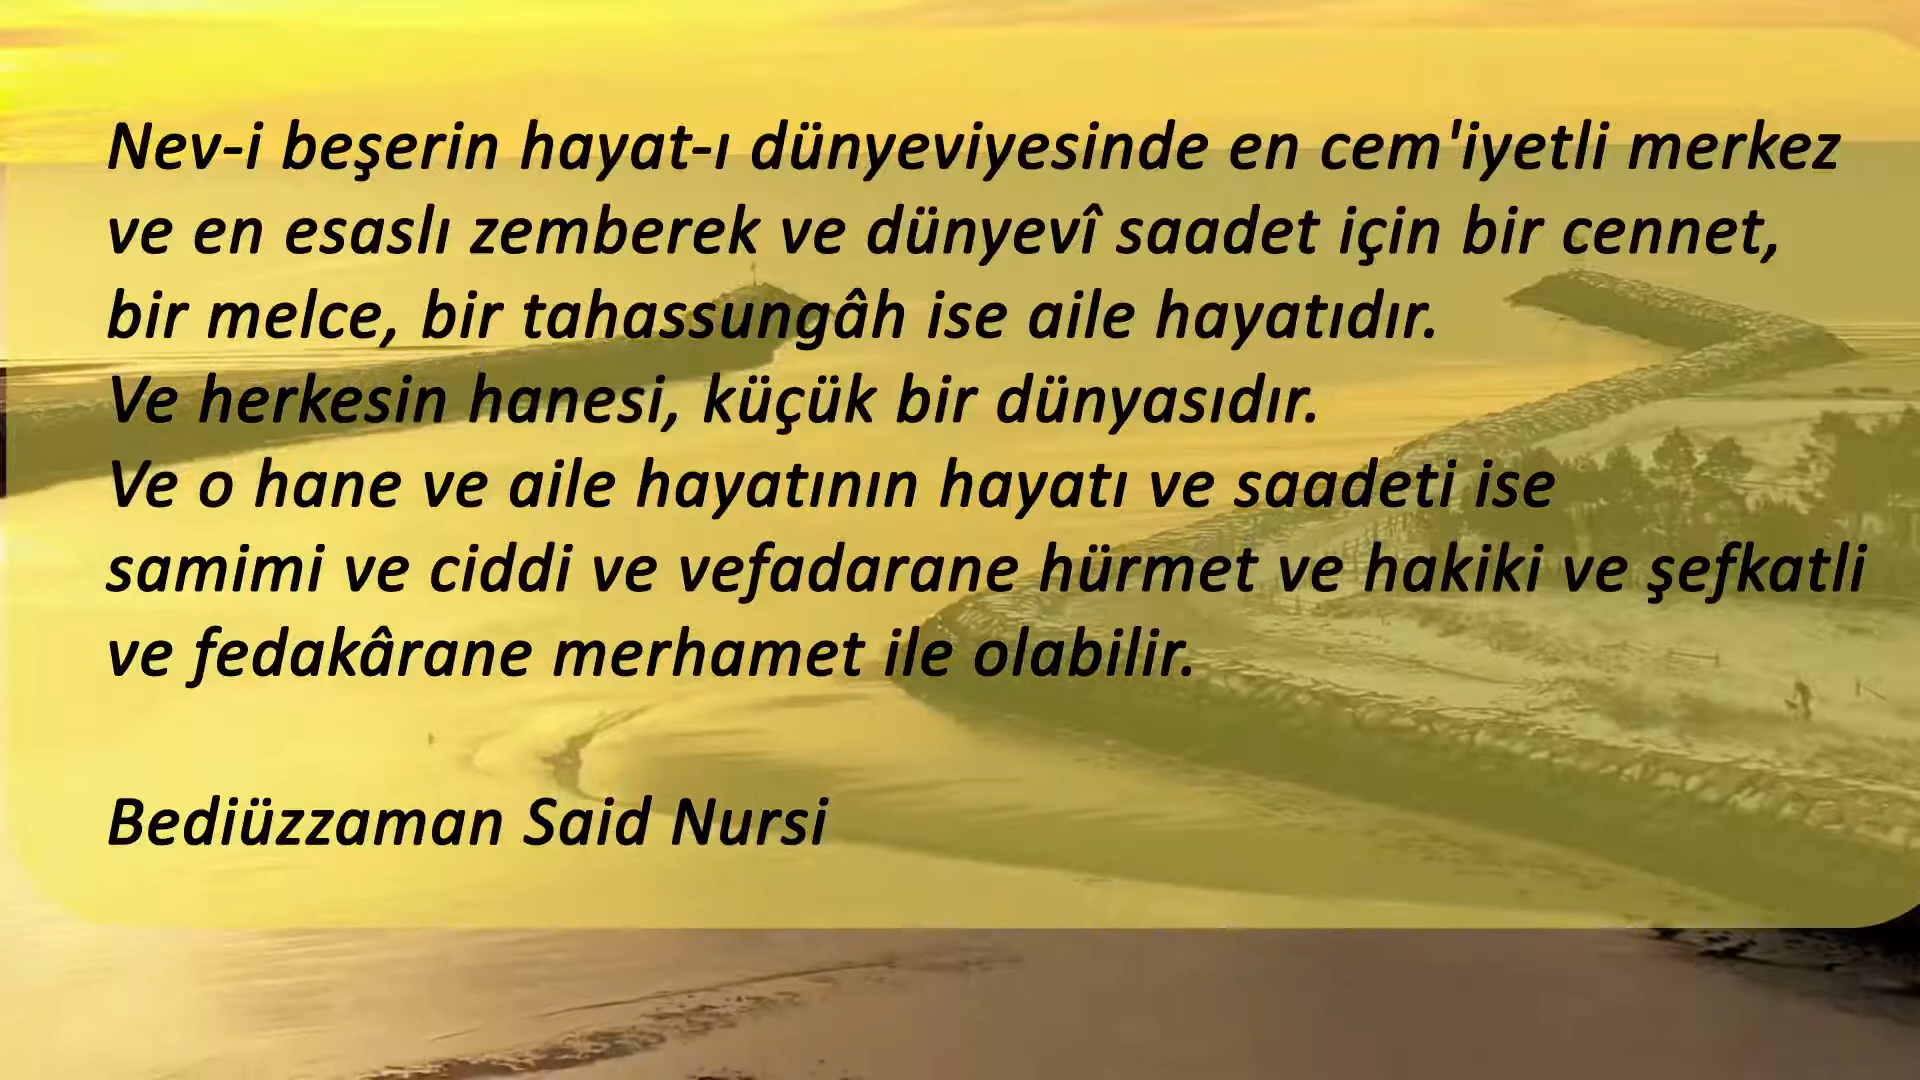 Nev-i beşerin hayat-ı dünyeviyesinde en cem'iyetli merkez
ve en esaslı zemberek ve dünyevî saadet için bir cennet,
bir melce, bir tahassungâh ise aile hayatıdır.
Ve herkesin hanesi, küçük bir dünyasıdır.
Ve o hane ve aile hayatının hayatı ve saadeti ise
samimi ve ciddi ve vefadarane hürmet ve hakiki ve şefkatli
ve fedakârane merhamet ile olabilir.
Bediüzzaman Said Nursi